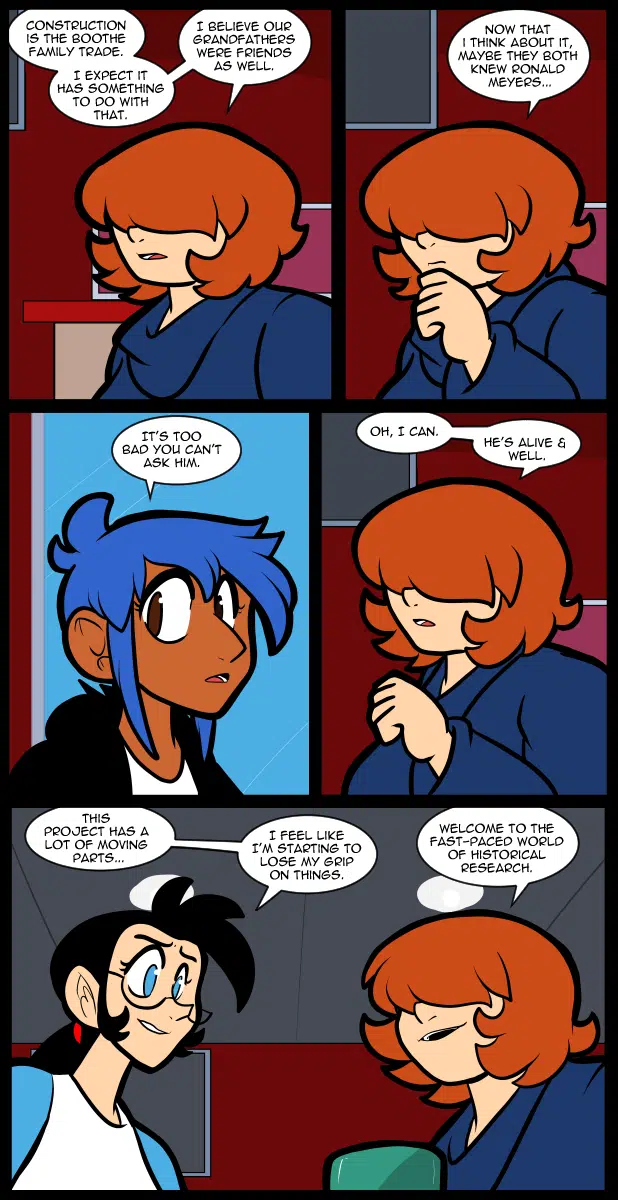 CONSTRUCTION
IS THE BOOTHE
FAMILY TRADE.
I EXPECT IT
HAS SOMETHING
TO DO WITH
THAT.
I BELIEVE OUR
GRANDFATHERS
WERE FRIENDS
AS WELL.
NOW THAT
I THINK ABOUT IT,
MAYBE THEY BOTH
KNEW RONALD
MEYERS...
IT'S TOO
BAD YOU CAN'T
ASK HIM.
OH, I CAN.
HE'S ALIVE &
WELL.
THIS
PROJECT HAS A
LOT OF MOVING
PARTS...
I FEEL LIKE
I'M STARTING TO
LOSE MY GRIP
ON THINGS.
WELCOME TO THE
FAST-PACED WORLD
OF HISTORICAL
RESEARCH.